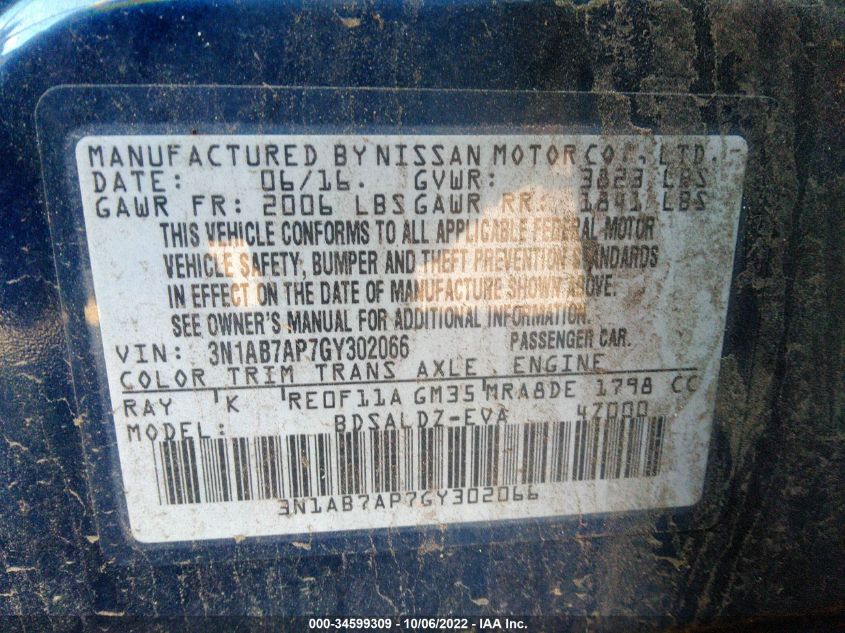 MANUFACTURED BY NISSAN MOTOR CO., LTD.
DATE: 06/16. GVWR: 3823 LBS
GAWR FR: 2006 LBS GAWR RR: 1841 LBS
THIS VEHICLE CONFORMS TO ALL APPLICABLE FEDERAL MOTOR
VEHICLE SAFETY, BUMPER AND THEFT PREVENTION STANDARDS
IN EFFECT ON THE DATE OF MANUFACTURE SHOWN ABOVE.
SEE OWNER'S MANUAL FOR ADDITIONAL INFORMATION.
VIN: 3N1AB7AP7GY302066 PASSENGER CAR.
COLOR TRIM TRANS AXLE ENGINE
RAY K RE0F11A GM35 MRA8DE 1798 CC
MODEL: BDSALDZ-EVA 4Z000
3N1AB7AP7GY302066
000-34599309 - 10/06/2022 - IAA Inc.